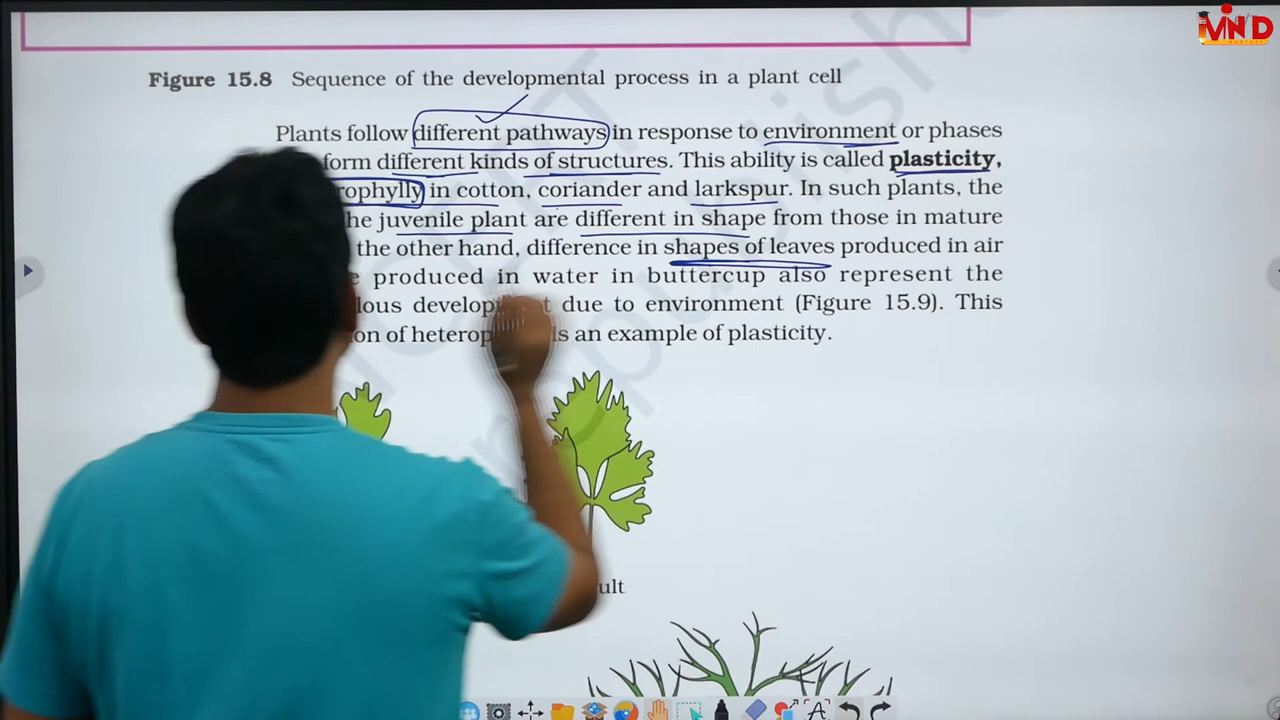 MIND
Figure 15.8 Sequence of the developmental process in a plant cell
Plants follow different pathways in response to environment or phases
form different kinds of structures. This ability is called plasticity,
rophylly in cotton, coriander and larkspur. In such plants, the
he juvenile plant are different in shape from those in mature
the other hand, difference in shapes of leaves produced in air
e produced in water in buttercup also represent the
lous develop t due to environment (Figure 15.9). This
on of heterop is an example of plasticity.
ult